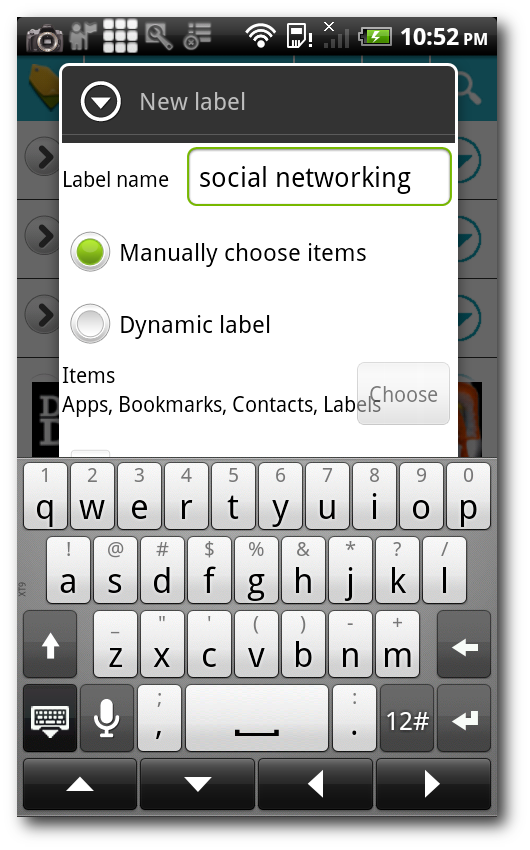 10:52 PM
New label
Label name
social networking
Manually choose items
Dynamic label
Items
Apps, Bookmarks, Contacts, Labels
Choose
1 2 3 4 5 6 7 8 9 0
q w e r t y u i o p
! @ # $ % & * ? /
a s d f g h j k l
XT9
_ " ' ( ) - +
z x c v b n m
; :
, . 12#